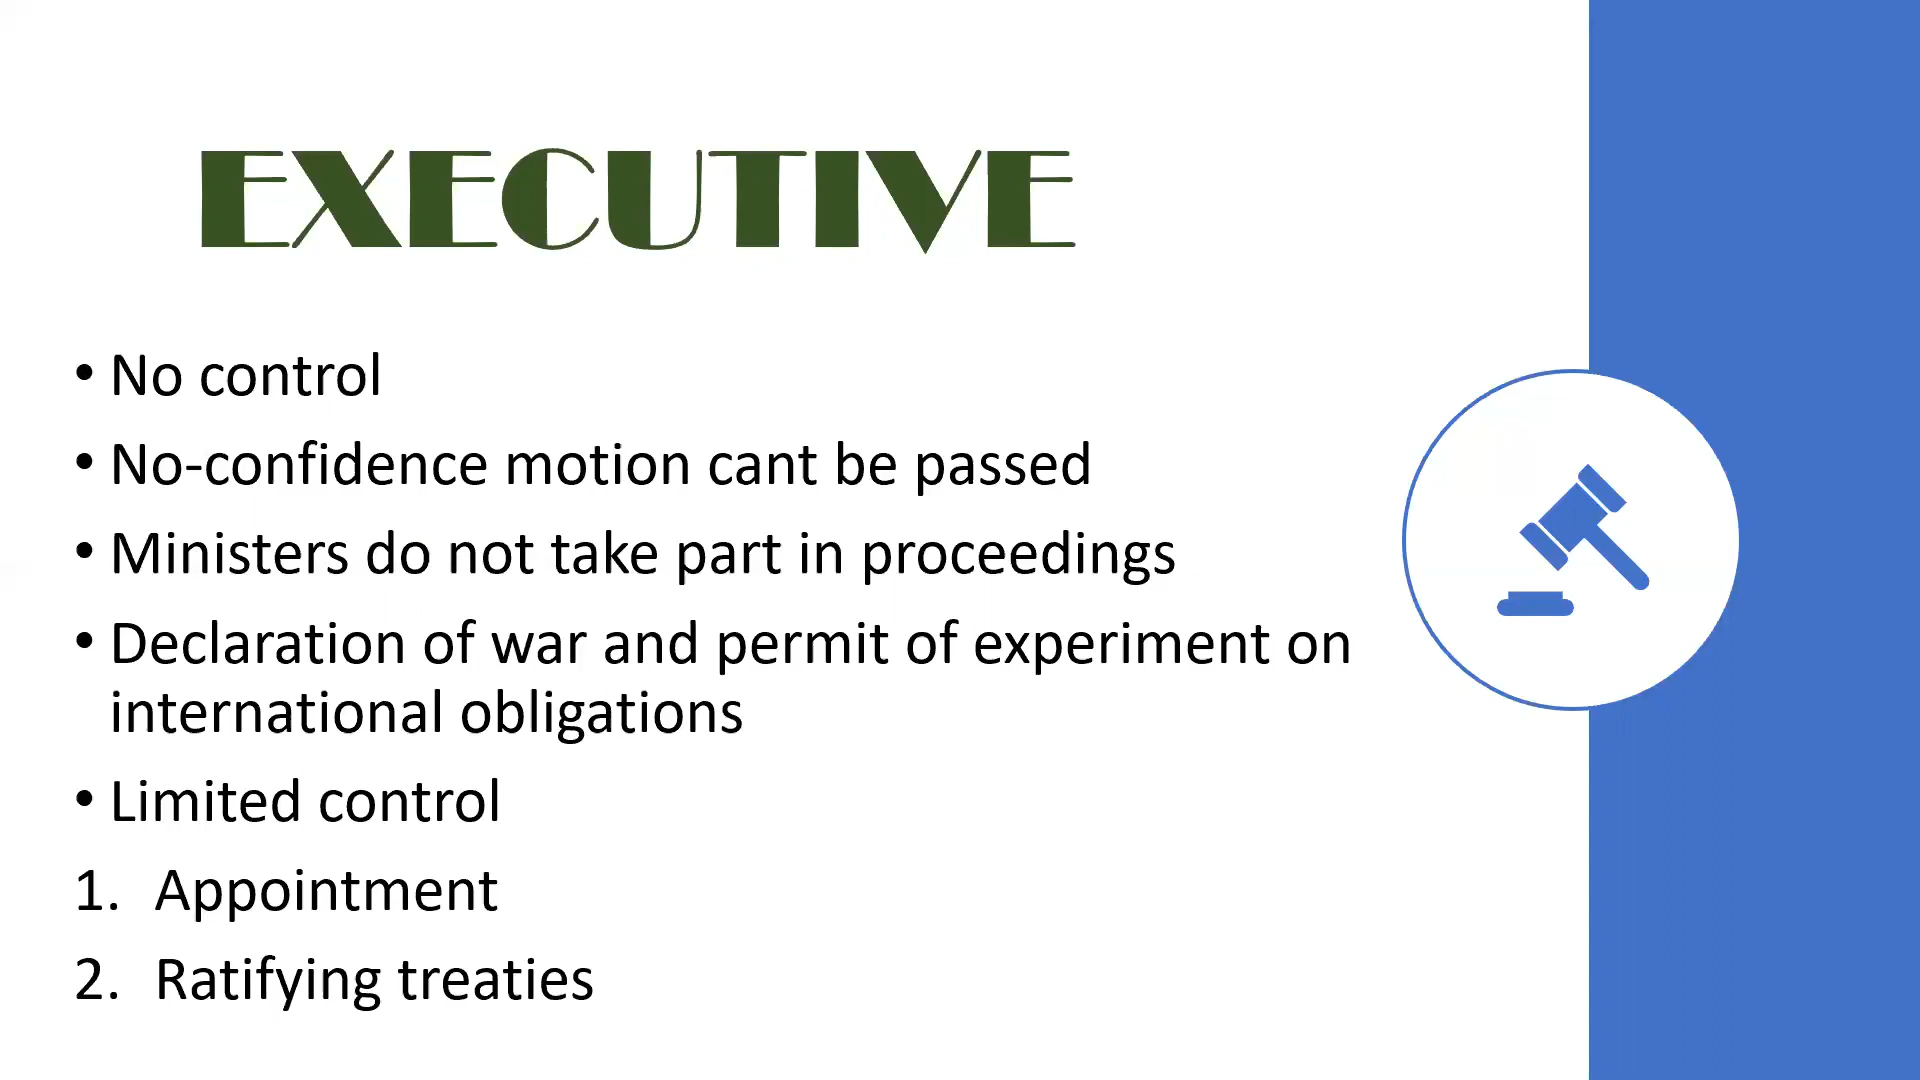 EXECUTIVE
• No control
• No-confidence motion cant be passed
• Ministers do not take part in proceedings
• Declaration of war and permit of experiment on
international obligations
• Limited control
1. Appointment
2. Ratifying treaties